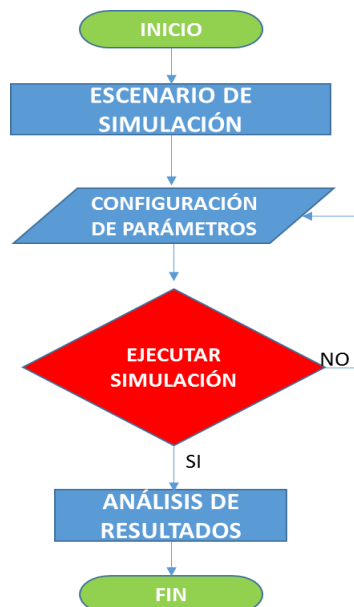 INICIO
ESCENARIO DE
SIMULACIÓN
CONFIGURACIÓN
DE PARÁMETROS
EJECUTAR
SIMULACIÓN
NO
SI
ANÁLISIS DE
RESULTADOS
FIN